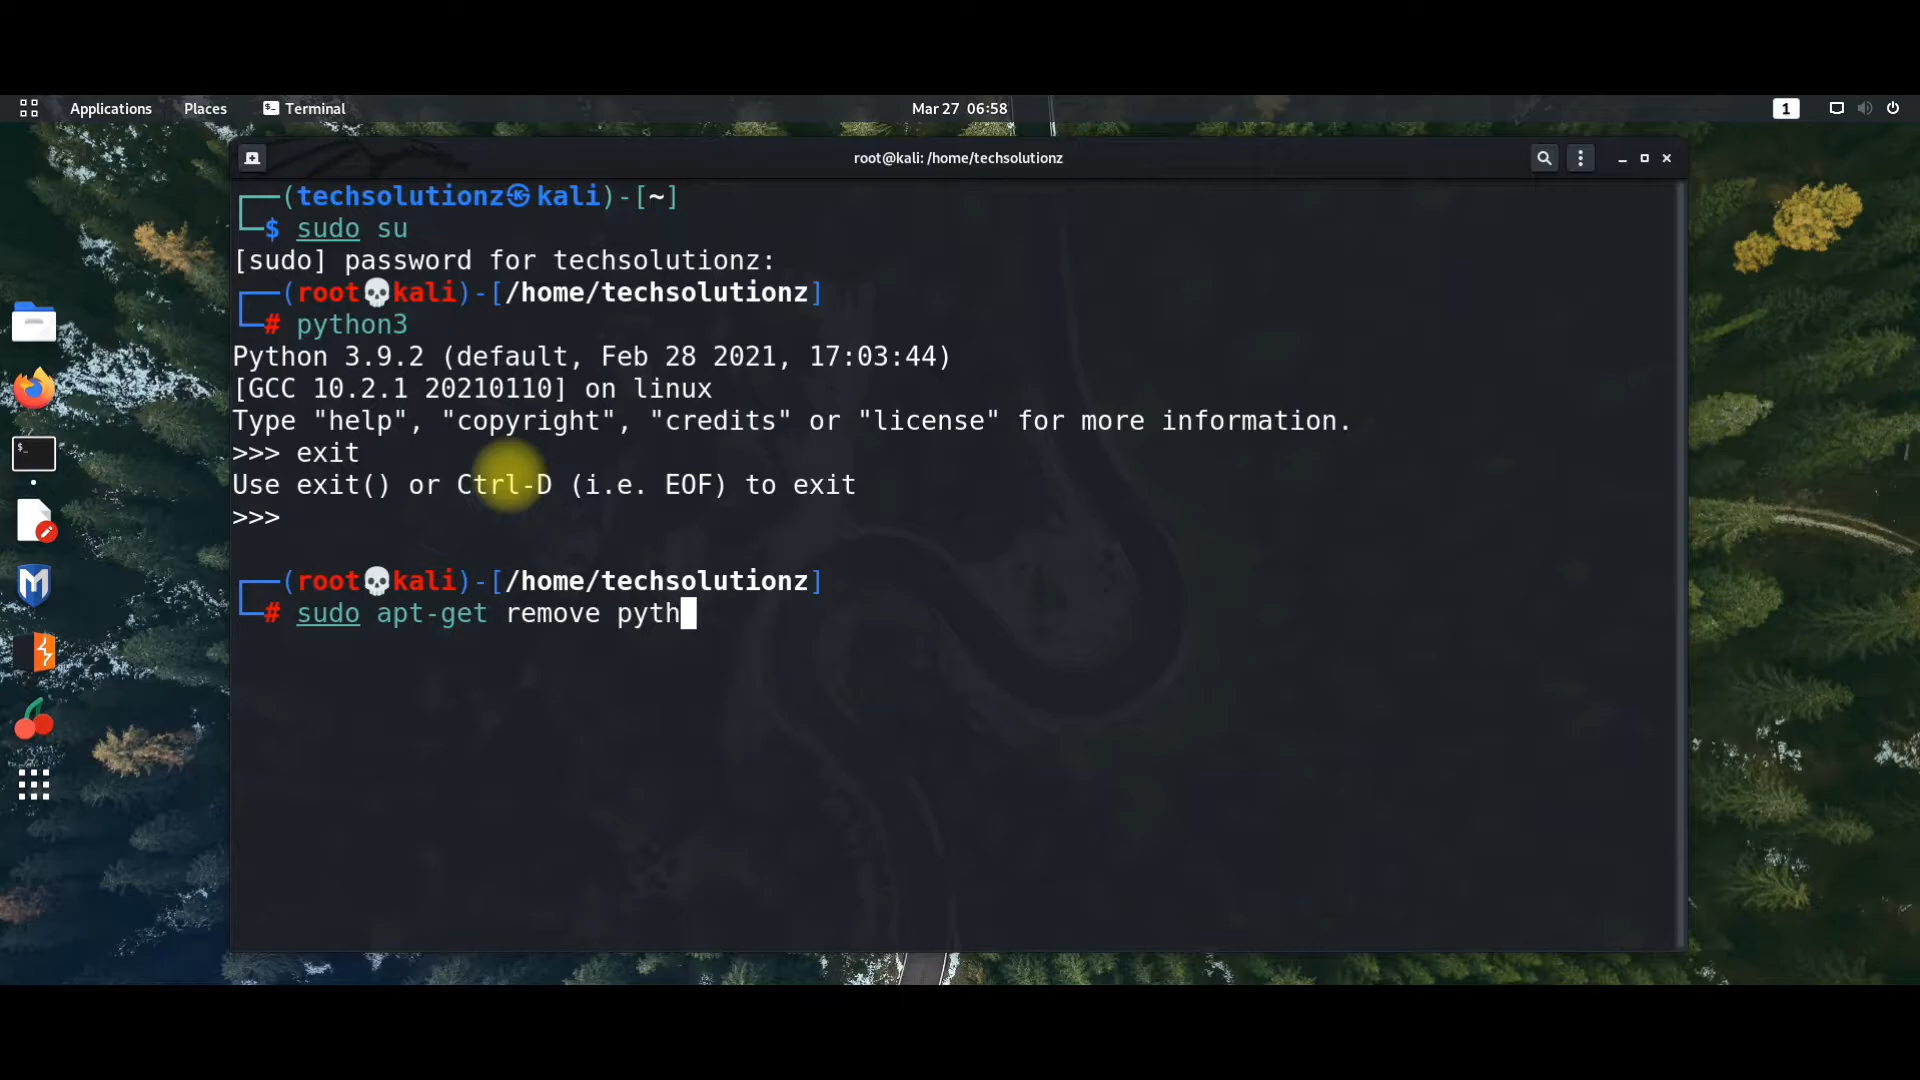 Applications Places Terminal Mar 27 06:58 1
root@kali: /home/techsolutionz
┌──(techsolutionz㉿kali)-[~]
└─$ sudo su
[sudo] password for techsolutionz:
┌──(root💀kali)-[/home/techsolutionz]
└─# python3
Python 3.9.2 (default, Feb 28 2021, 17:03:44)
[GCC 10.2.1 20210110] on linux
Type "help", "copyright", "credits" or "license" for more information.
>>> exit
Use exit() or Ctrl-D (i.e. EOF) to exit
>>>
┌──(root💀kali)-[/home/techsolutionz]
└─# sudo apt-get remove pyth